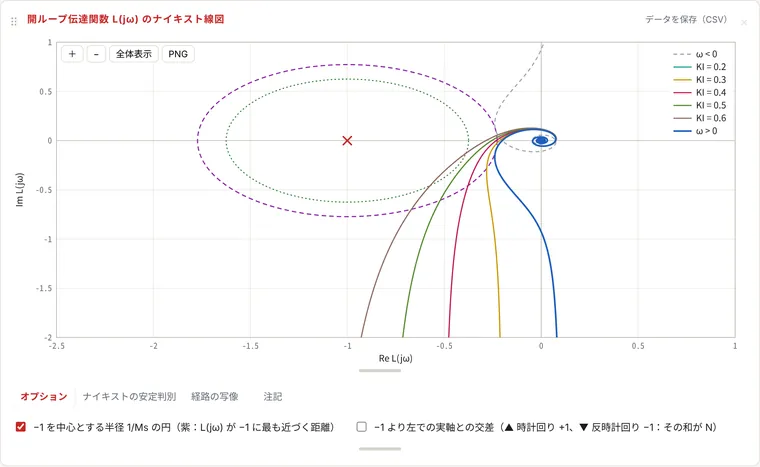 開ループ伝達関数 L(jω) のナイキスト線図
データを保存（CSV）
×
＋
−
全体表示
PNG
ω < 0
KI = 0.2
KI = 0.3
KI = 0.4
KI = 0.5
KI = 0.6
ω > 0
1
0.5
0
-0.5
-1
-1.5
-2
Im L(jω)
-2.5
-2
-1.5
-1
-0.5
0
0.5
1
Re L(jω)
オプション
ナイキストの安定判別
経路の写像
注記
−1 を中心とする半径 1/Ms の円（紫：L(jω) が −1 に最も近づく距離）
−1 より左での実軸との交差（▲ 時計回り +1、▼ 反時計回り −1：その和が N）